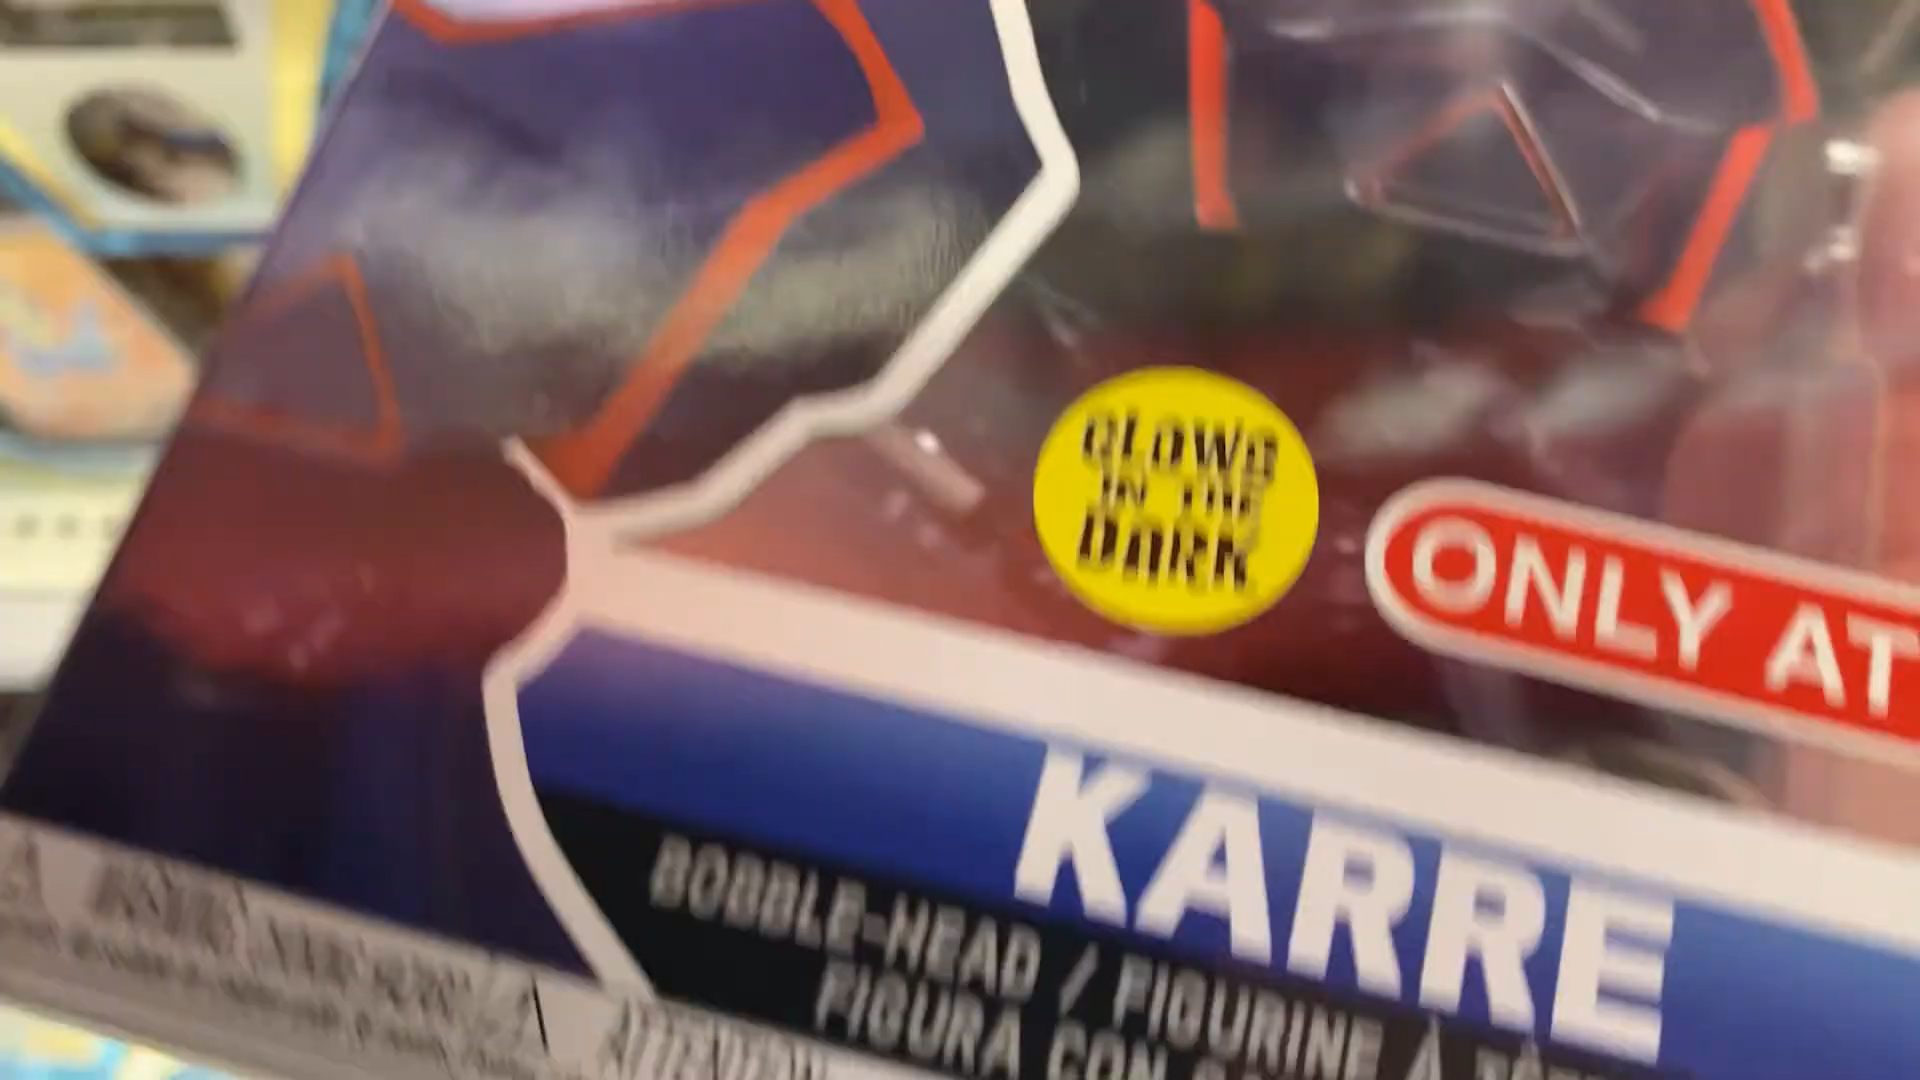 GLOWS
IN THE
DARK
ONLY AT
KARRE
BOBBLE-HEAD / FIGURINE À
FIGURA CON